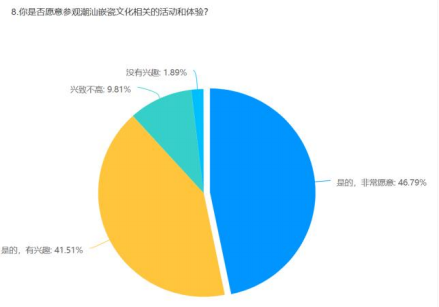 8.你是否愿意参观潮汕嵌瓷文化相关的活动和体验?
没有兴趣: 1.89%
兴致不高: 9.81%
是的，非常愿意: 46.79%
是的，有兴趣: 41.51%